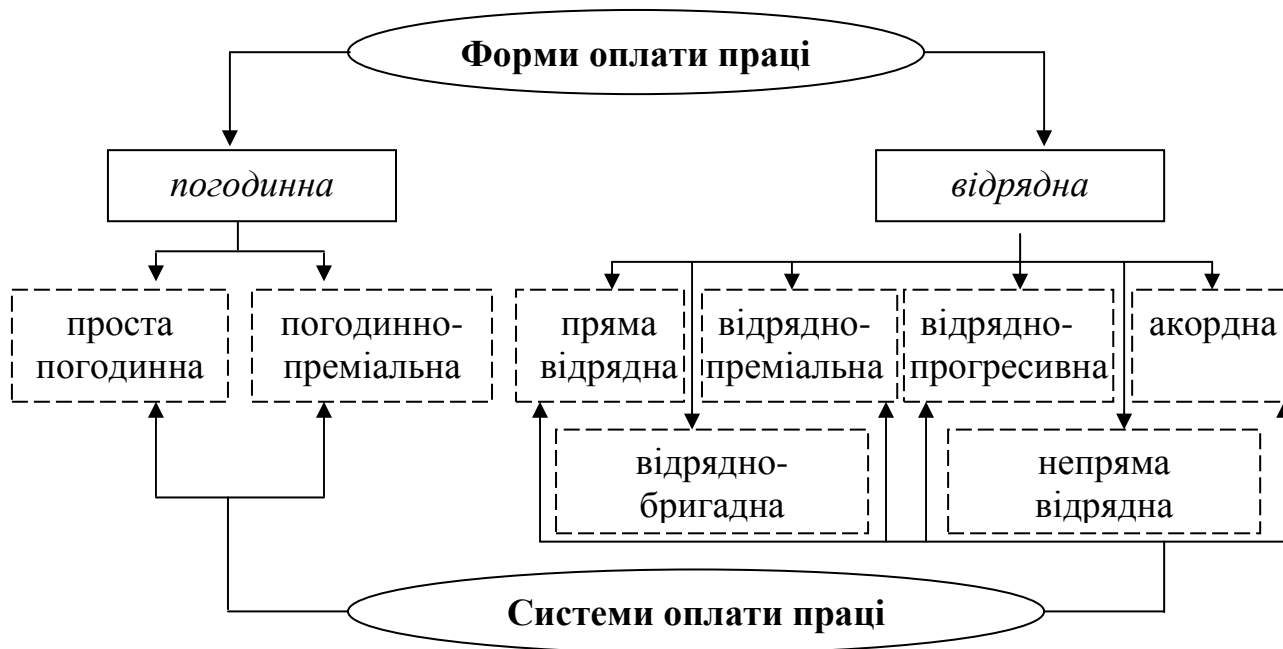 Форми оплати праці
погодинна
відрядна
проста
погодинна
погодинно-
преміальна
пряма
відрядна
відрядно-
преміальна
відрядно-
прогресивна
акордна
відрядно-
бригадна
непряма
відрядна
Системи оплати праці